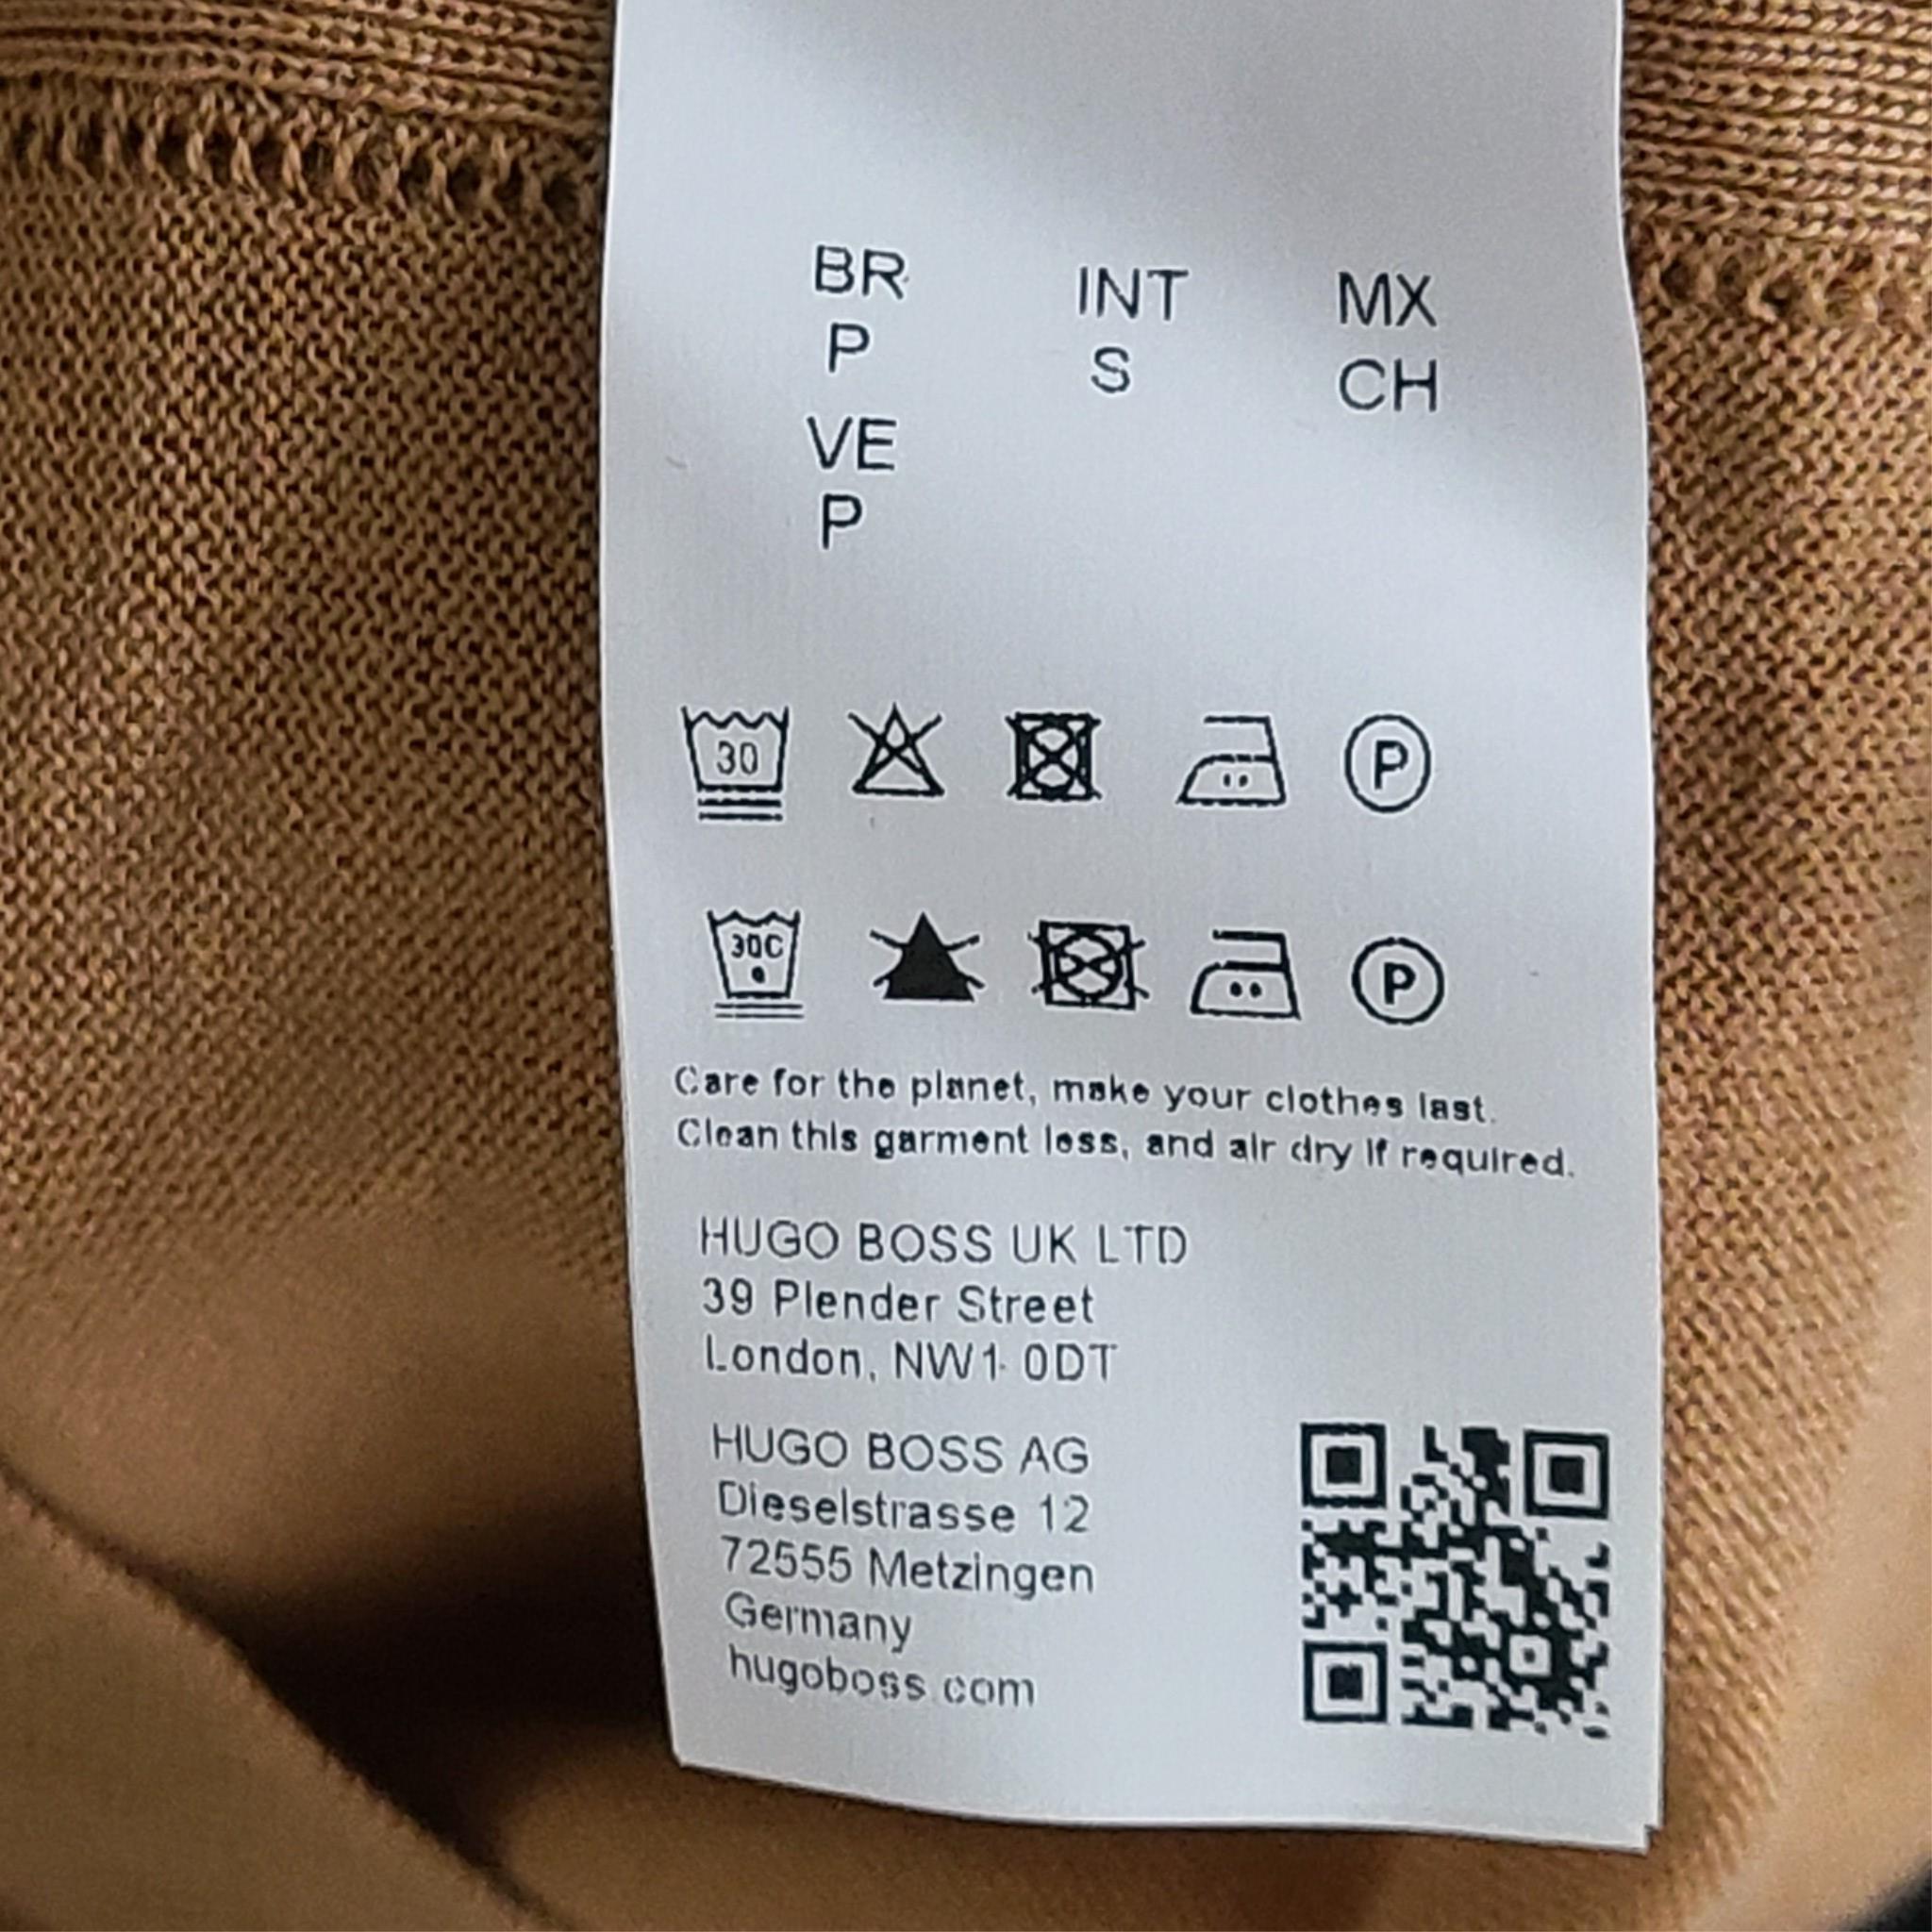 BR INT MX
P S CH
VE
P
30 P
30C P
Care for the planet, make your clothes last.
Clean this garment less, and air dry if required.
HUGO BOSS UK LTD
39 Plender Street
London, NW1 0DT
HUGO BOSS AG
Dieselstrasse 12
72555 Metzingen
Germany
hugoboss.com